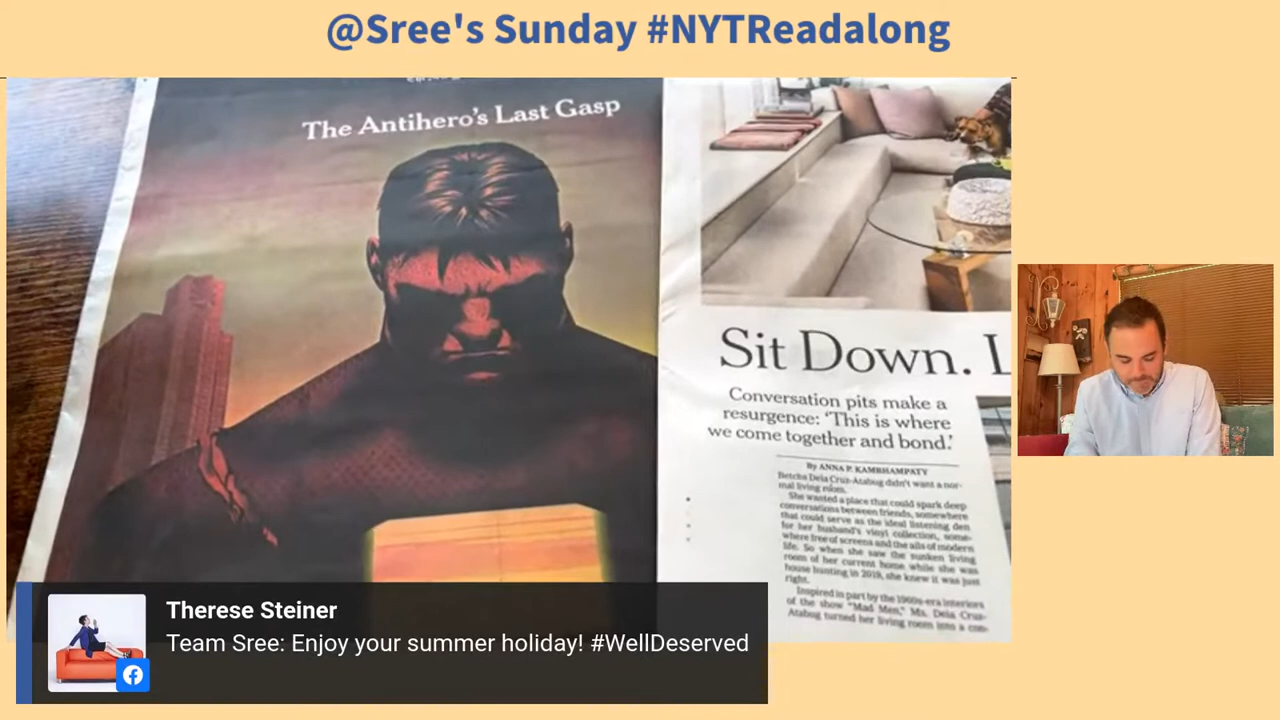 @Sree's Sunday #NYTReadalong
The Antihero's Last Gasp
Sit Down. L
Conversation pits make a
resurgence: 'This is where
we come together and bond.'
By ANNA P. KAMBHAMPATY
Betchs Dela Cruz-Atabug didn't want a nor-
mal living room.
She wanted a place that could spark deep
conversations between friends, somewhere
that could serve as the ideal listening den
for her husband's vinyl collection, some-
where free of screens and the ails of modern
life. So when she saw the sunken living
room of her current home while she was
house hunting in 2018, she knew it was just
right.
Inspired in part by the 1960s-era interiors
of the show "Mad Men," Ms. Dela Cruz-
Atabug turned her living room into a con-
Therese Steiner
Team Sree: Enjoy your summer holiday! #WellDeserved